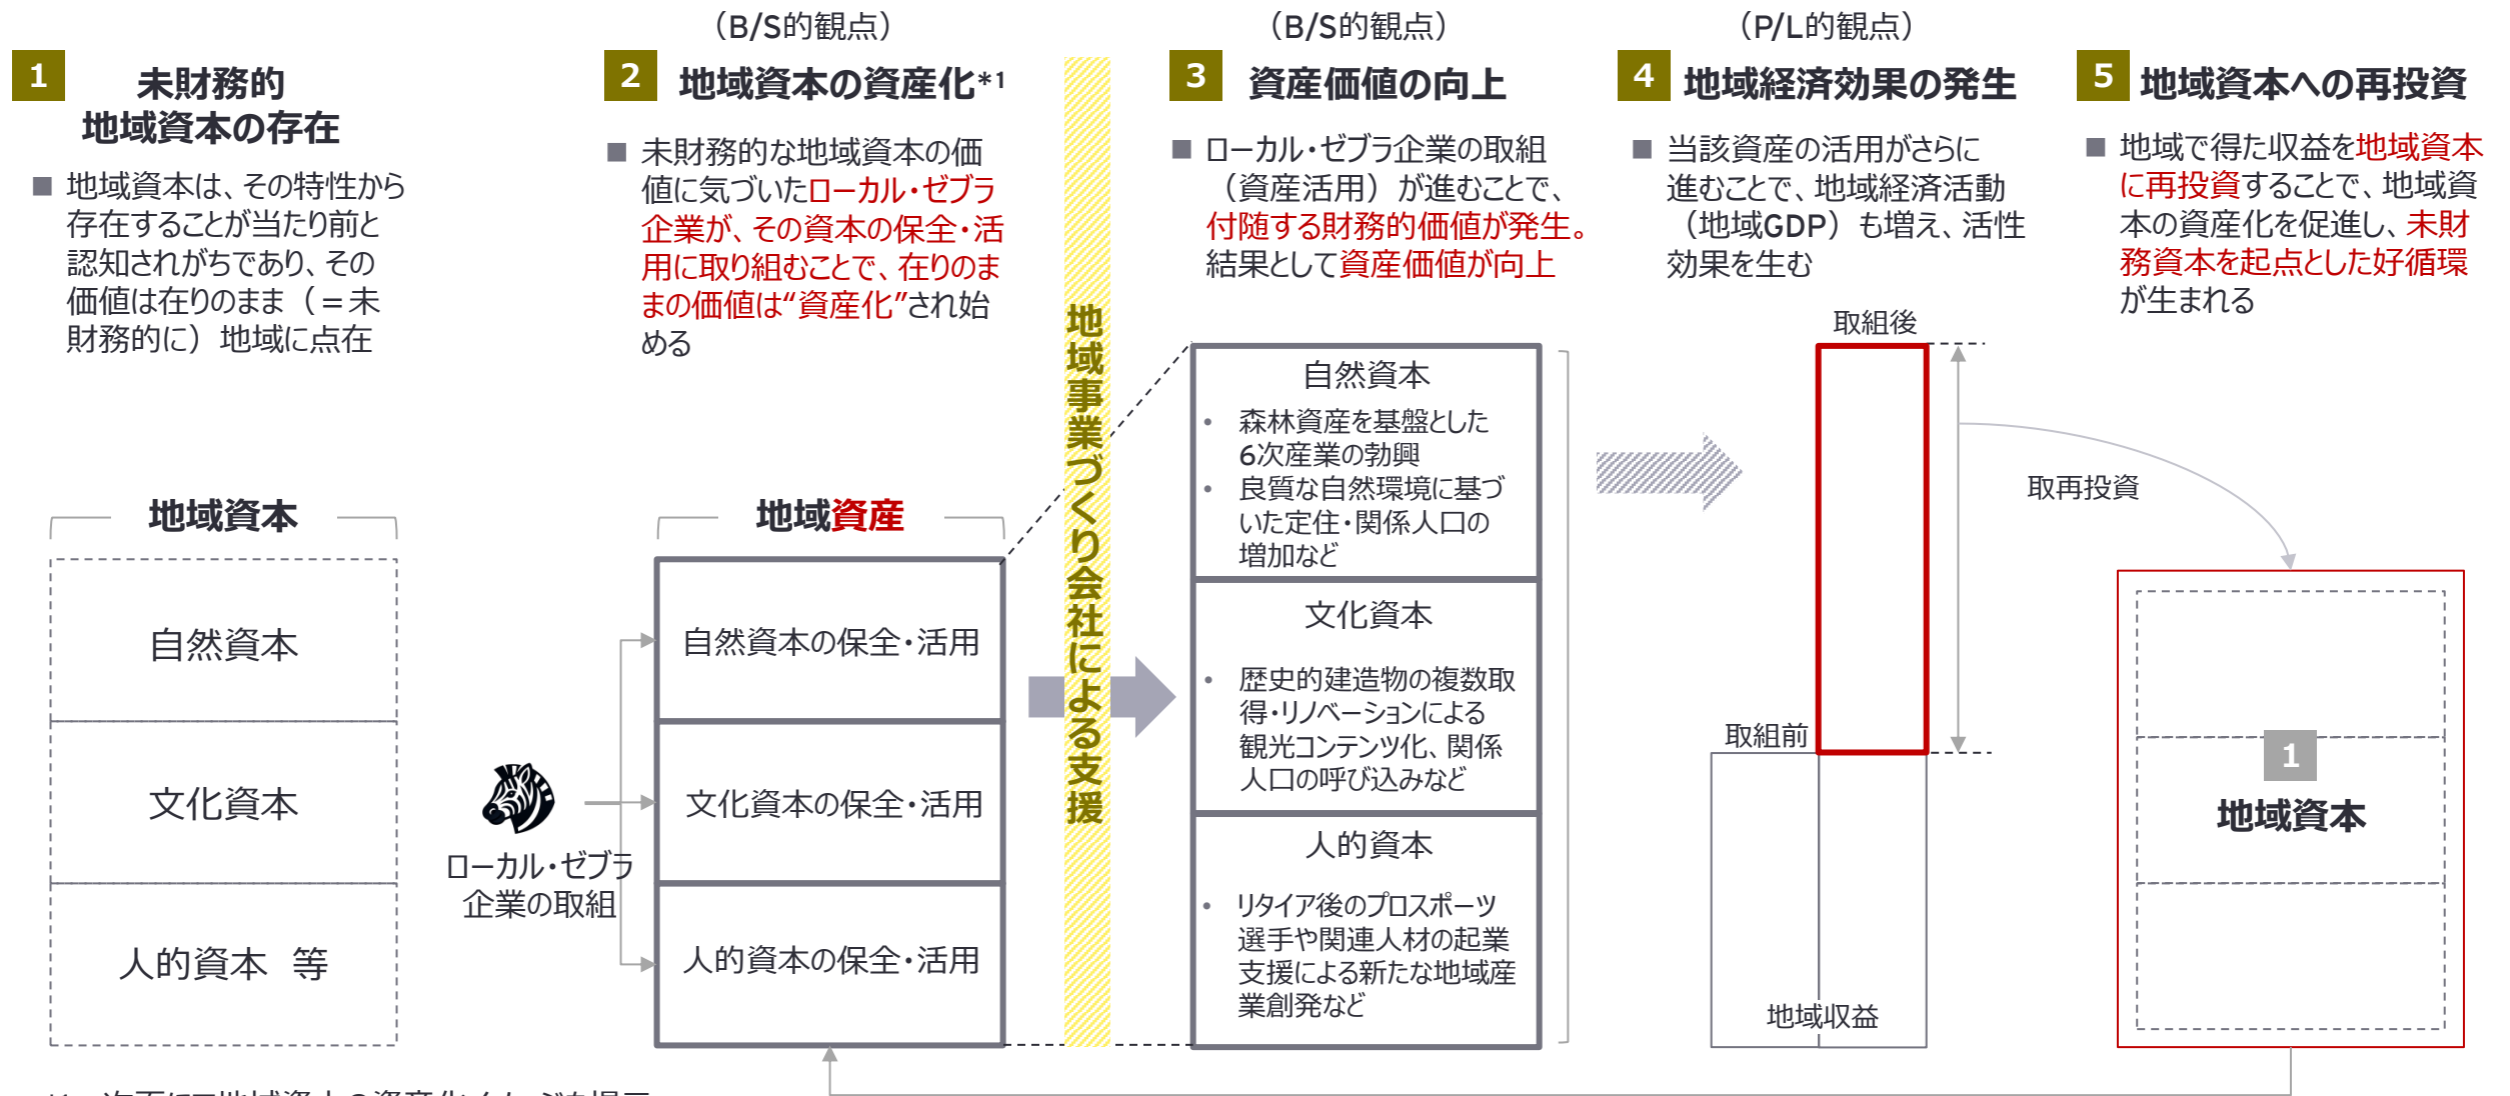 1
未財務的
地域資本の存在
■ 地域資本は、その特性から
存在することが当たり前と
認知されがちであり、その
価値は在りのまま（＝未
財務的に）地域に点在
地域資本
自然資本
文化資本
人的資本 等
ローカル・ゼブラ
企業の取組
（B/S的観点）
2
地域資本の資産化*1
■ 未財務的な地域資本の価
値に気づいたローカル・ゼブラ
企業が、その資本の保全・活
用に取り組むことで、在りのま
まの価値は“資産化”され始
める
地域資産
自然資本の保全・活用
文化資本の保全・活用
人的資本の保全・活用
地域事業づくり会社による支援
（B/S的観点）
3
資産価値の向上
■ ローカル・ゼブラ企業の取組
（資産活用）が進むことで、
付随する財務的価値が発生。
結果として資産価値が向上
自然資本
• 森林資産を基盤とした
6次産業の勃興
• 良質な自然環境に基づ
いた定住・関係人口の
増加など
文化資本
• 歴史的建造物の複数取
得・リノベーションによる
観光コンテンツ化、関係
人口の呼び込みなど
人的資本
• リタイア後のプロスポーツ
選手や関連人材の起業
支援による新たな地域産
業創発など
（P/L的観点）
4
地域経済効果の発生
■ 当該資産の活用がさらに
進むことで、地域経済活動
（地域GDP）も増え、活性
効果を生む
取組後
取組前
地域収益
5
地域資本への再投資
■ 地域で得た収益を地域資本
に再投資することで、地域資
本の資産化を促進し、未財
務資本を起点とした好循環
が生まれる
取再投資
1
地域資本